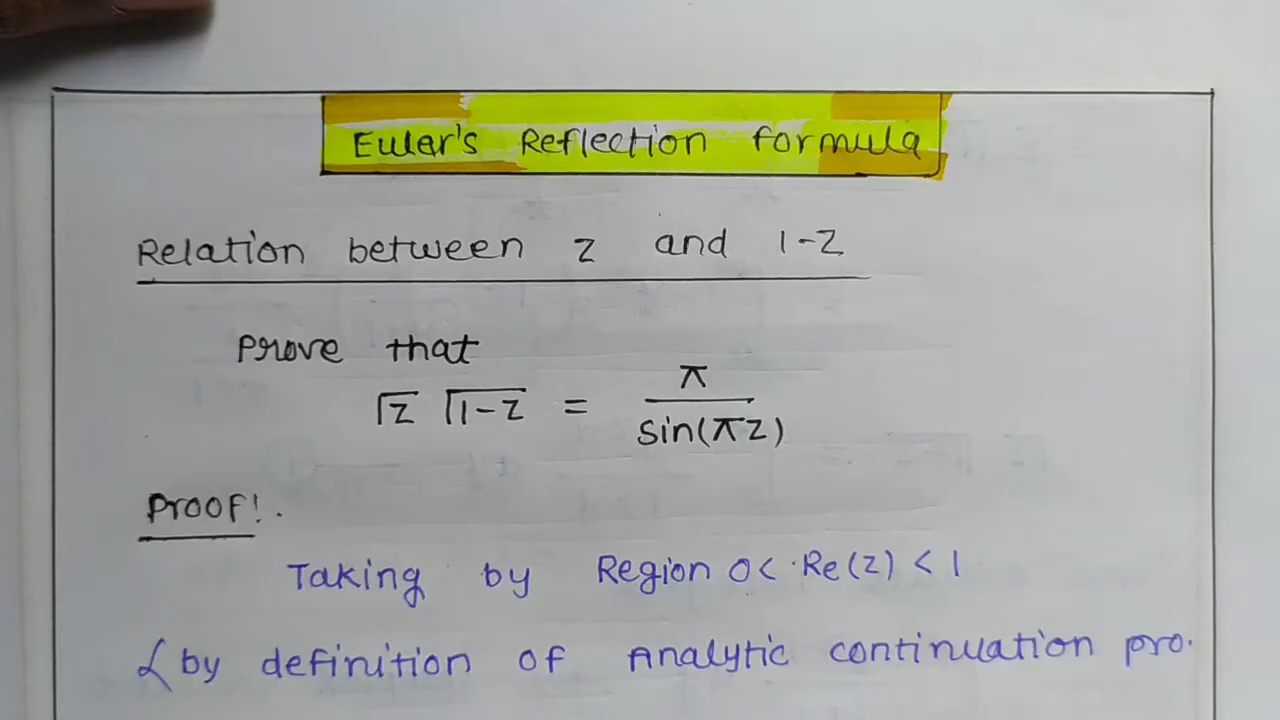 Euler's Reflection formula
Relation between z and 1-z
Prove that
Γz Γ1-z = π / sin(πz)
Proof:.
Taking by Region 0< Re(z) < 1
& by definition of Analytic continuation pro.